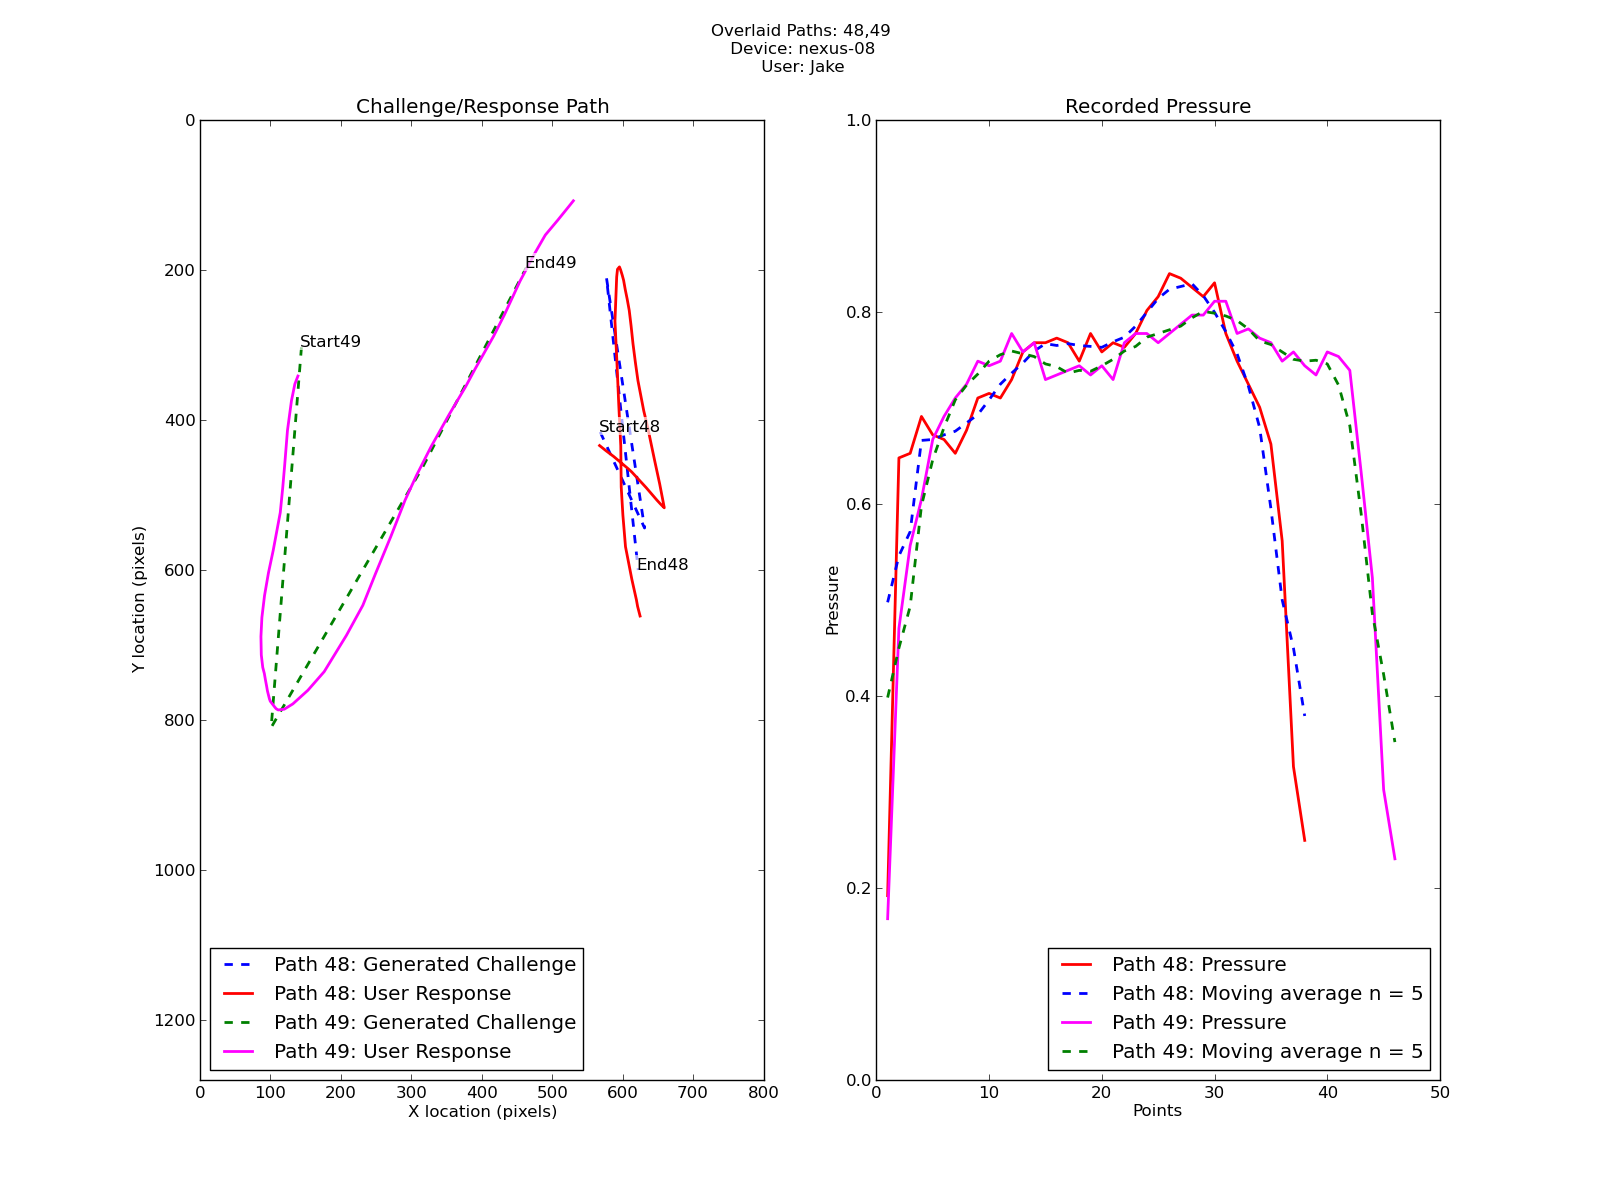 Overlaid Paths: 48,49
Device: nexus-08
User: Jake
Challenge/Response Path
0
200
400
600
800
1000
1200
Y location (pixels)
Start49
End49
Start48
End48
Path 48: Generated Challenge
Path 48: User Response
Path 49: Generated Challenge
Path 49: User Response
0 100 200 300 400 500 600 700 800
X location (pixels)
Recorded Pressure
1.0
0.8
0.6
0.4
0.2
0.0
Pressure
Path 48: Pressure
Path 48: Moving average n = 5
Path 49: Pressure
Path 49: Moving average n = 5
0 10 20 30 40 50
Points